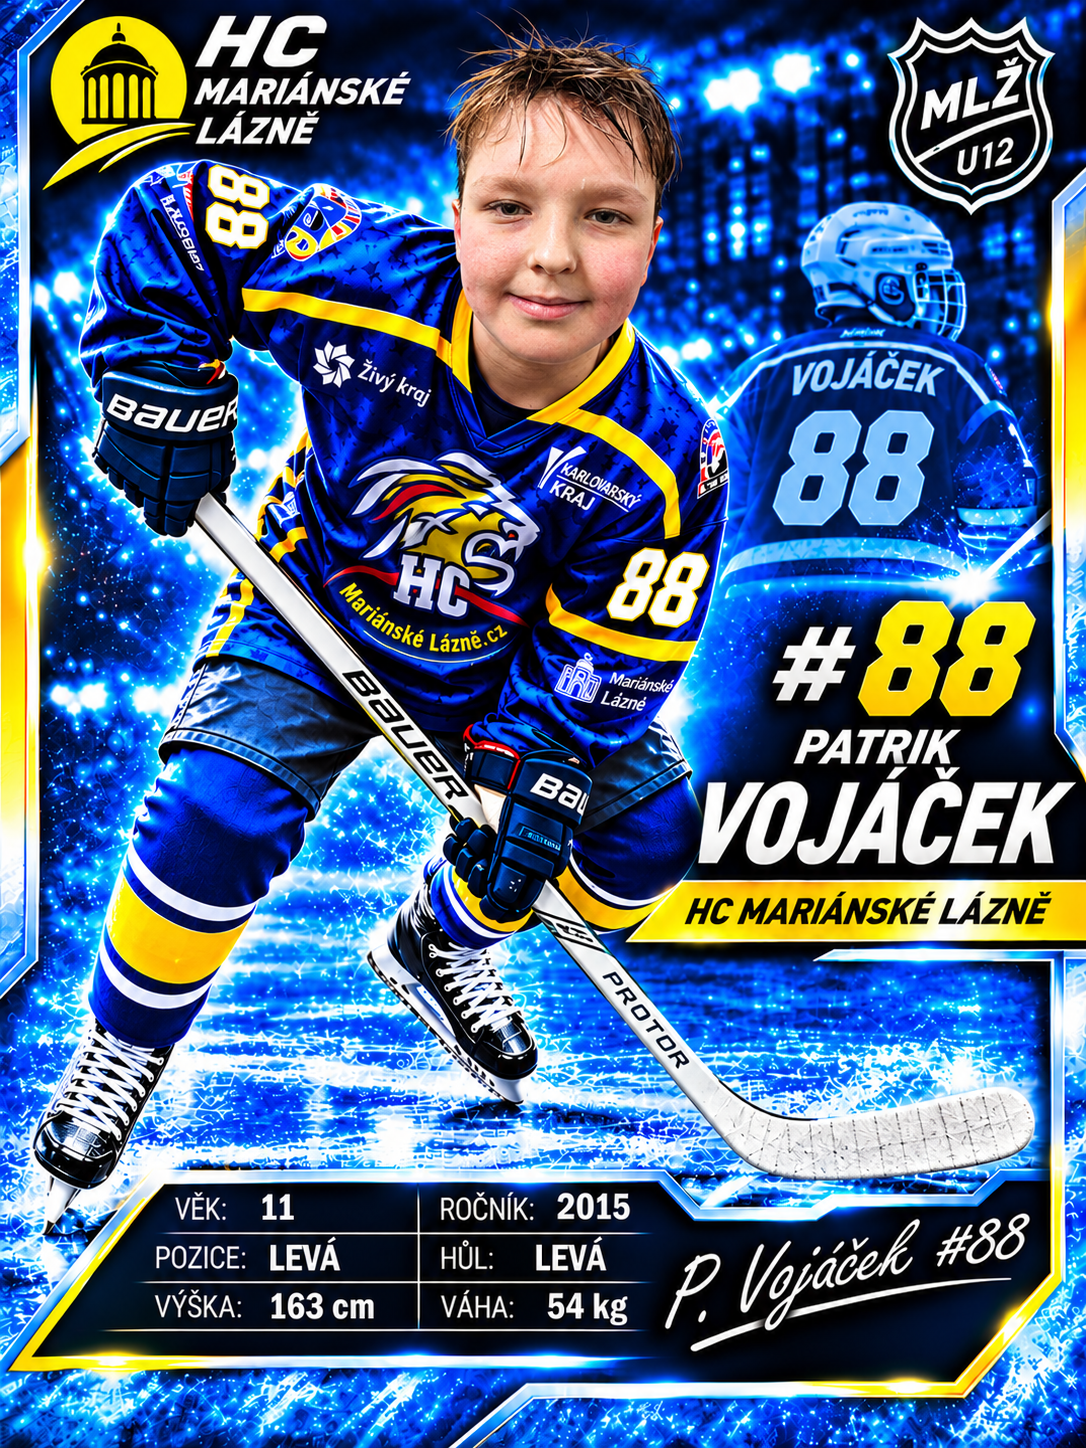 HC
MARIÁNSKÉ
LÁZNĚ
MLŽ
U12
88
BAUER
Živý kraj
KARLOVARSKÝ
KRAJ
HC
Mariánské Lázně.cz
88
Mariánské
Lázně
VOJÁČEK
88
BAUER
BAU
PROTOR
#88
PATRIK
VOJÁČEK
HC MARIÁNSKÉ LÁZNĚ
VĚK: 11
ROČNÍK: 2015
POZICE: LEVÁ
HŮL: LEVÁ
VÝŠKA: 163 cm
VÁHA: 54 kg
P. Vojáček #88